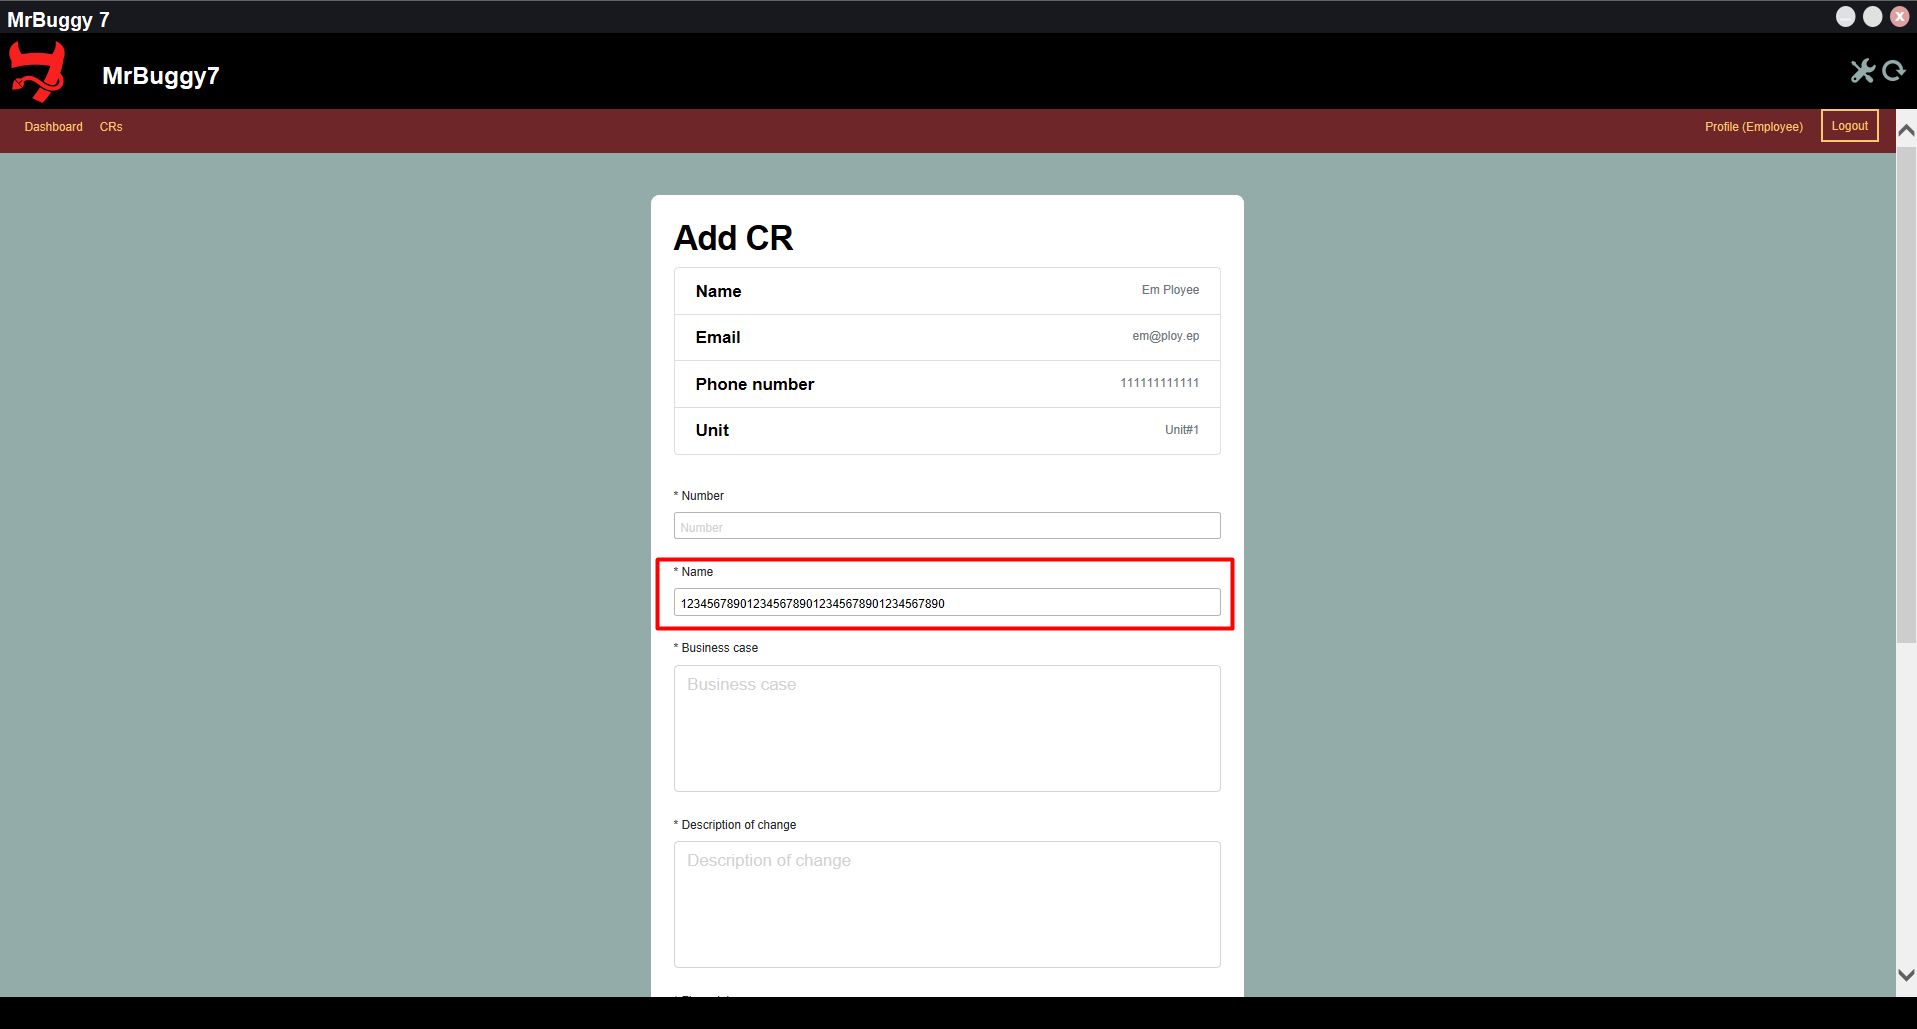 MrBuggy 7
MrBuggy7
Dashboard CRs Profile (Employee) Logout
Add CR
Name Em Ployee
Email em@ploy.ep
Phone number 111111111111
Unit Unit#1
* Number
Number
* Name
1234567890123456789012345678901234567890
* Business case
Business case
* Description of change
Description of change